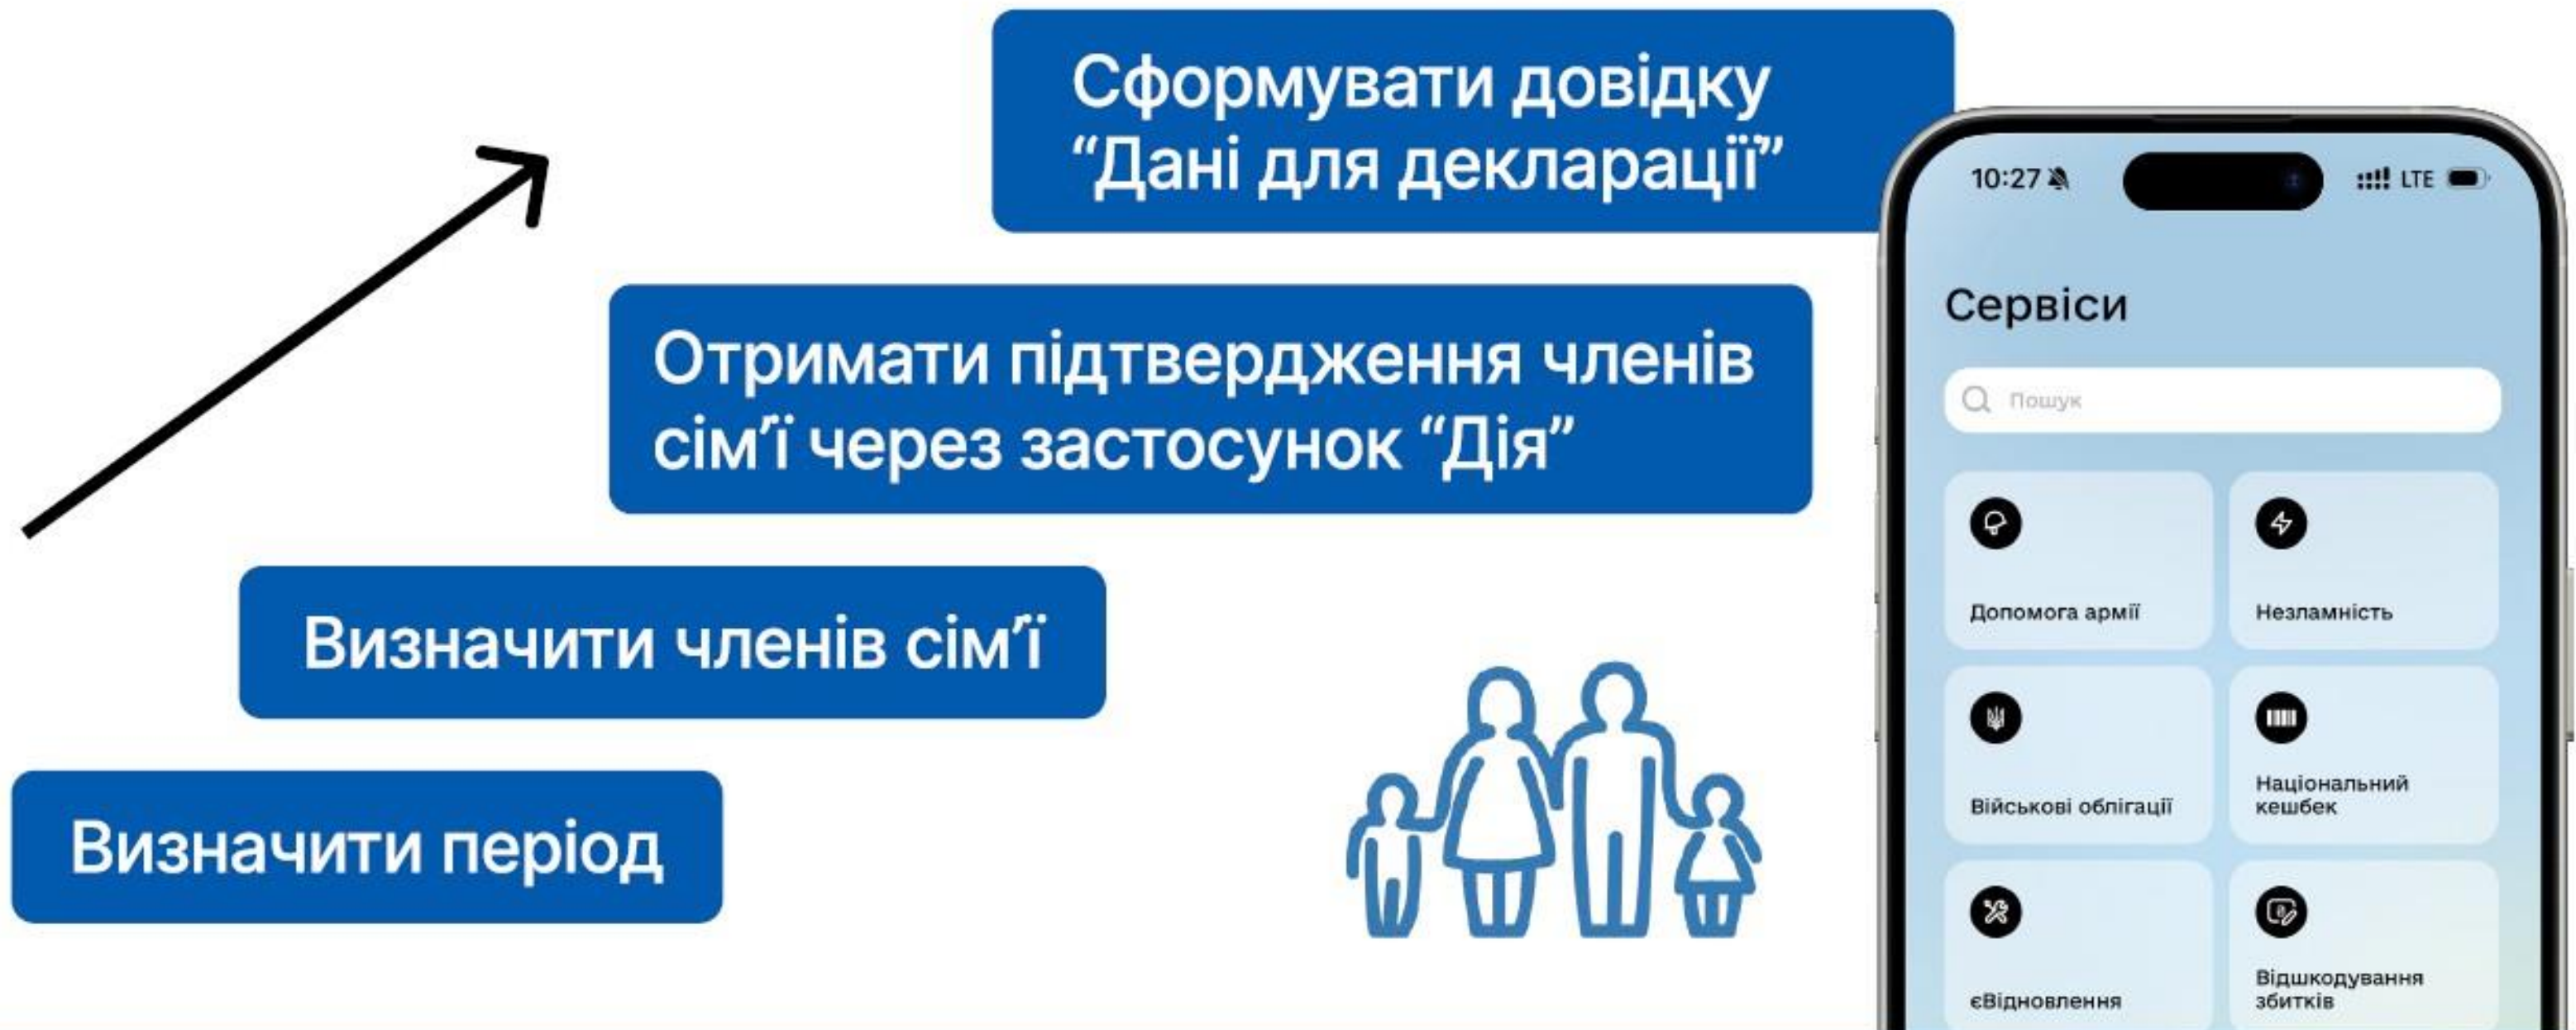 Сформувати довідку
“Дані для декларації”
Отримати підтвердження членів
сім’ї через застосунок “Дія”
Визначити членів сім’ї
Визначити період
10:27
LTE
Сервіси
Пошук
Допомога армії
Незламність
Військові облігації
Національний
кешбек
єВідновлення
Відшкодування
збитків